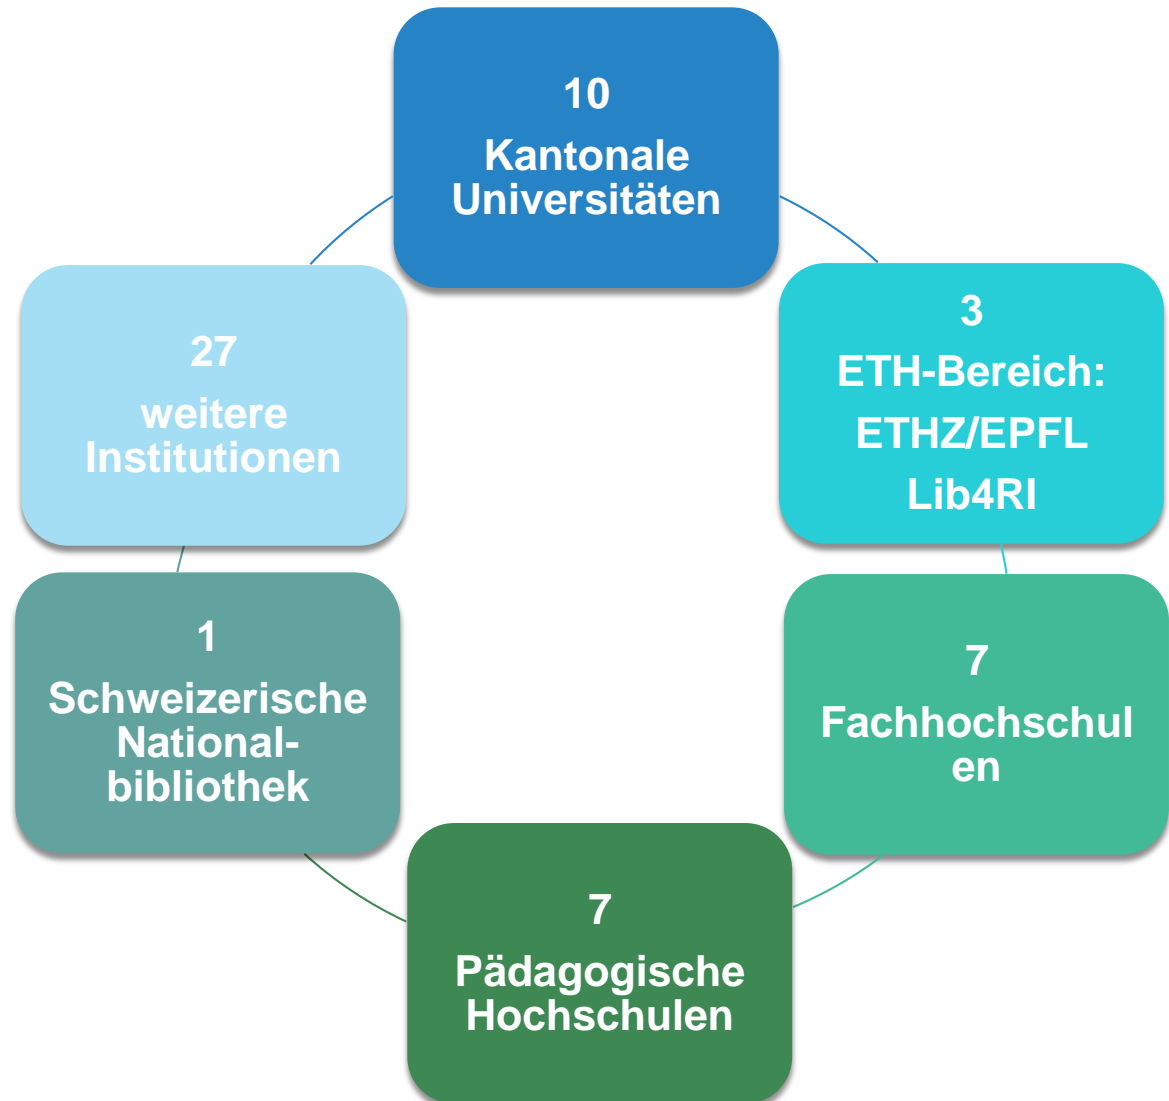 10
Kantonale
Universitäten
3
ETH-Bereich:
ETHZ/EPFL
Lib4RI
7
Fachhochschul
en
7
Pädagogische
Hochschulen
1
Schweizerische
National-
bibliothek
27
weitere
Institutionen